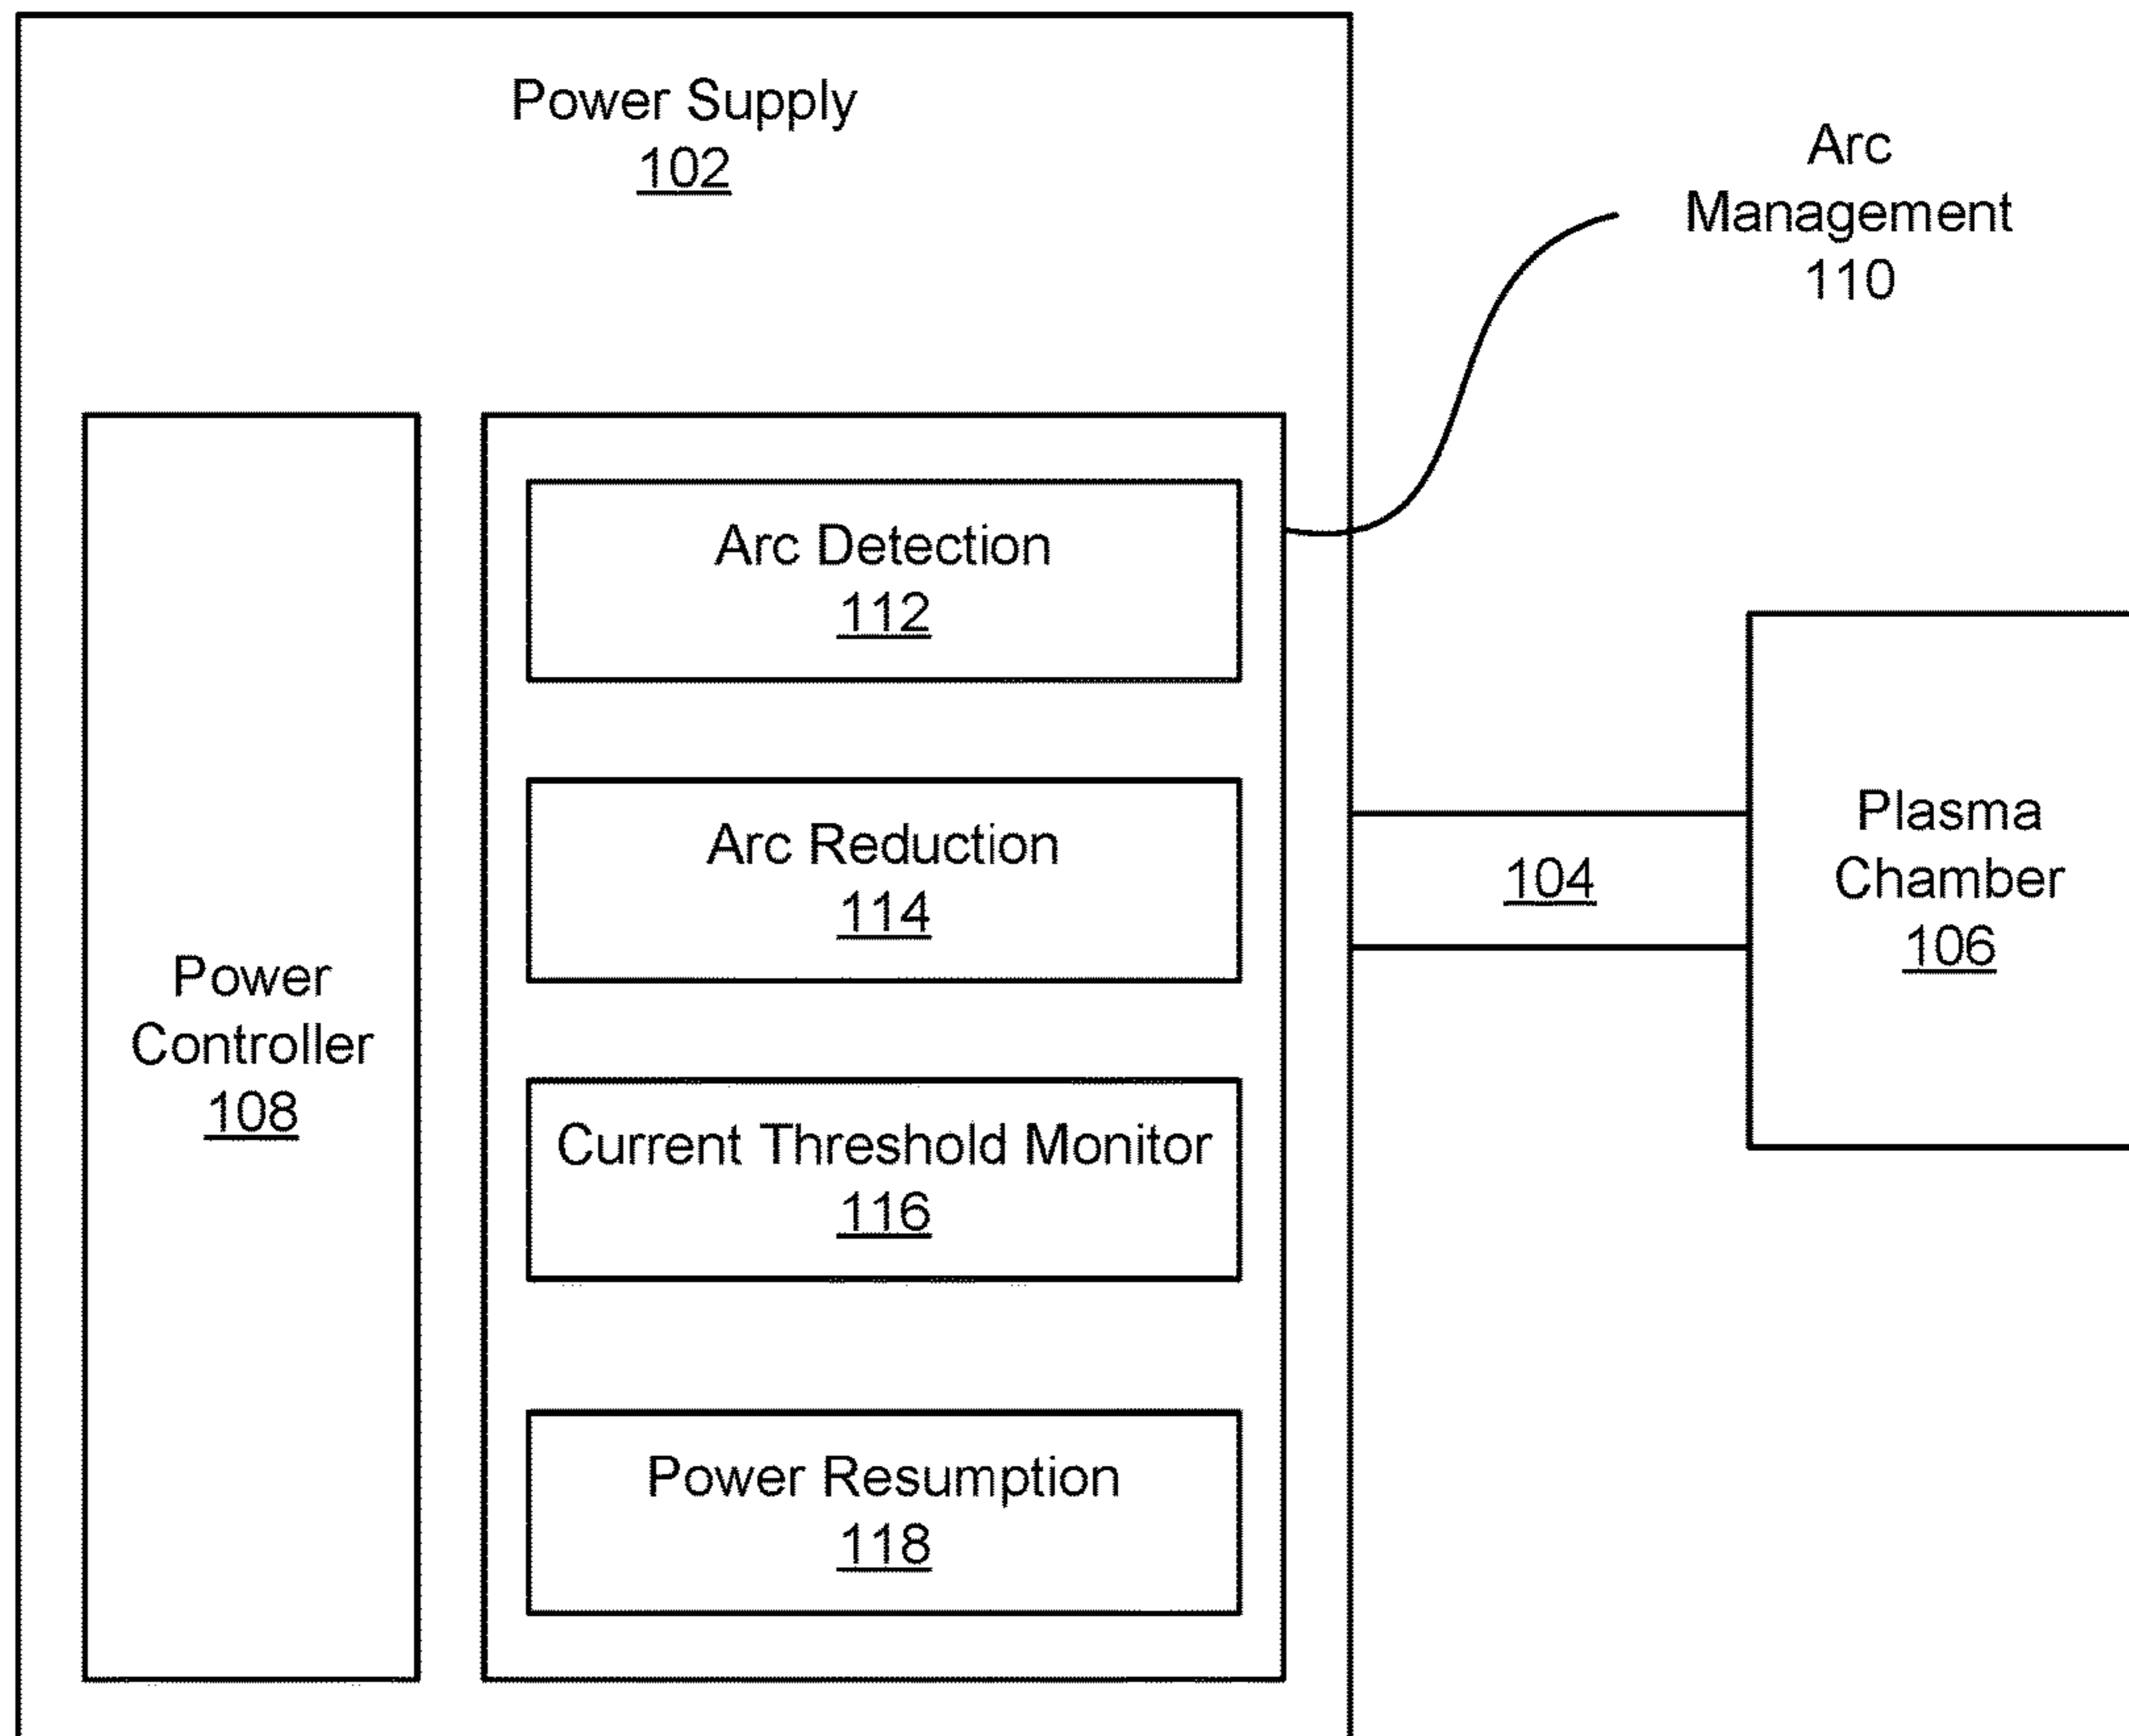 Power Supply
102
Arc
Management
110
Arc Detection
112
Arc Reduction
114
Power
Controller
108
Current Threshold Monitor
116
Power Resumption
118
104
Plasma
Chamber
106